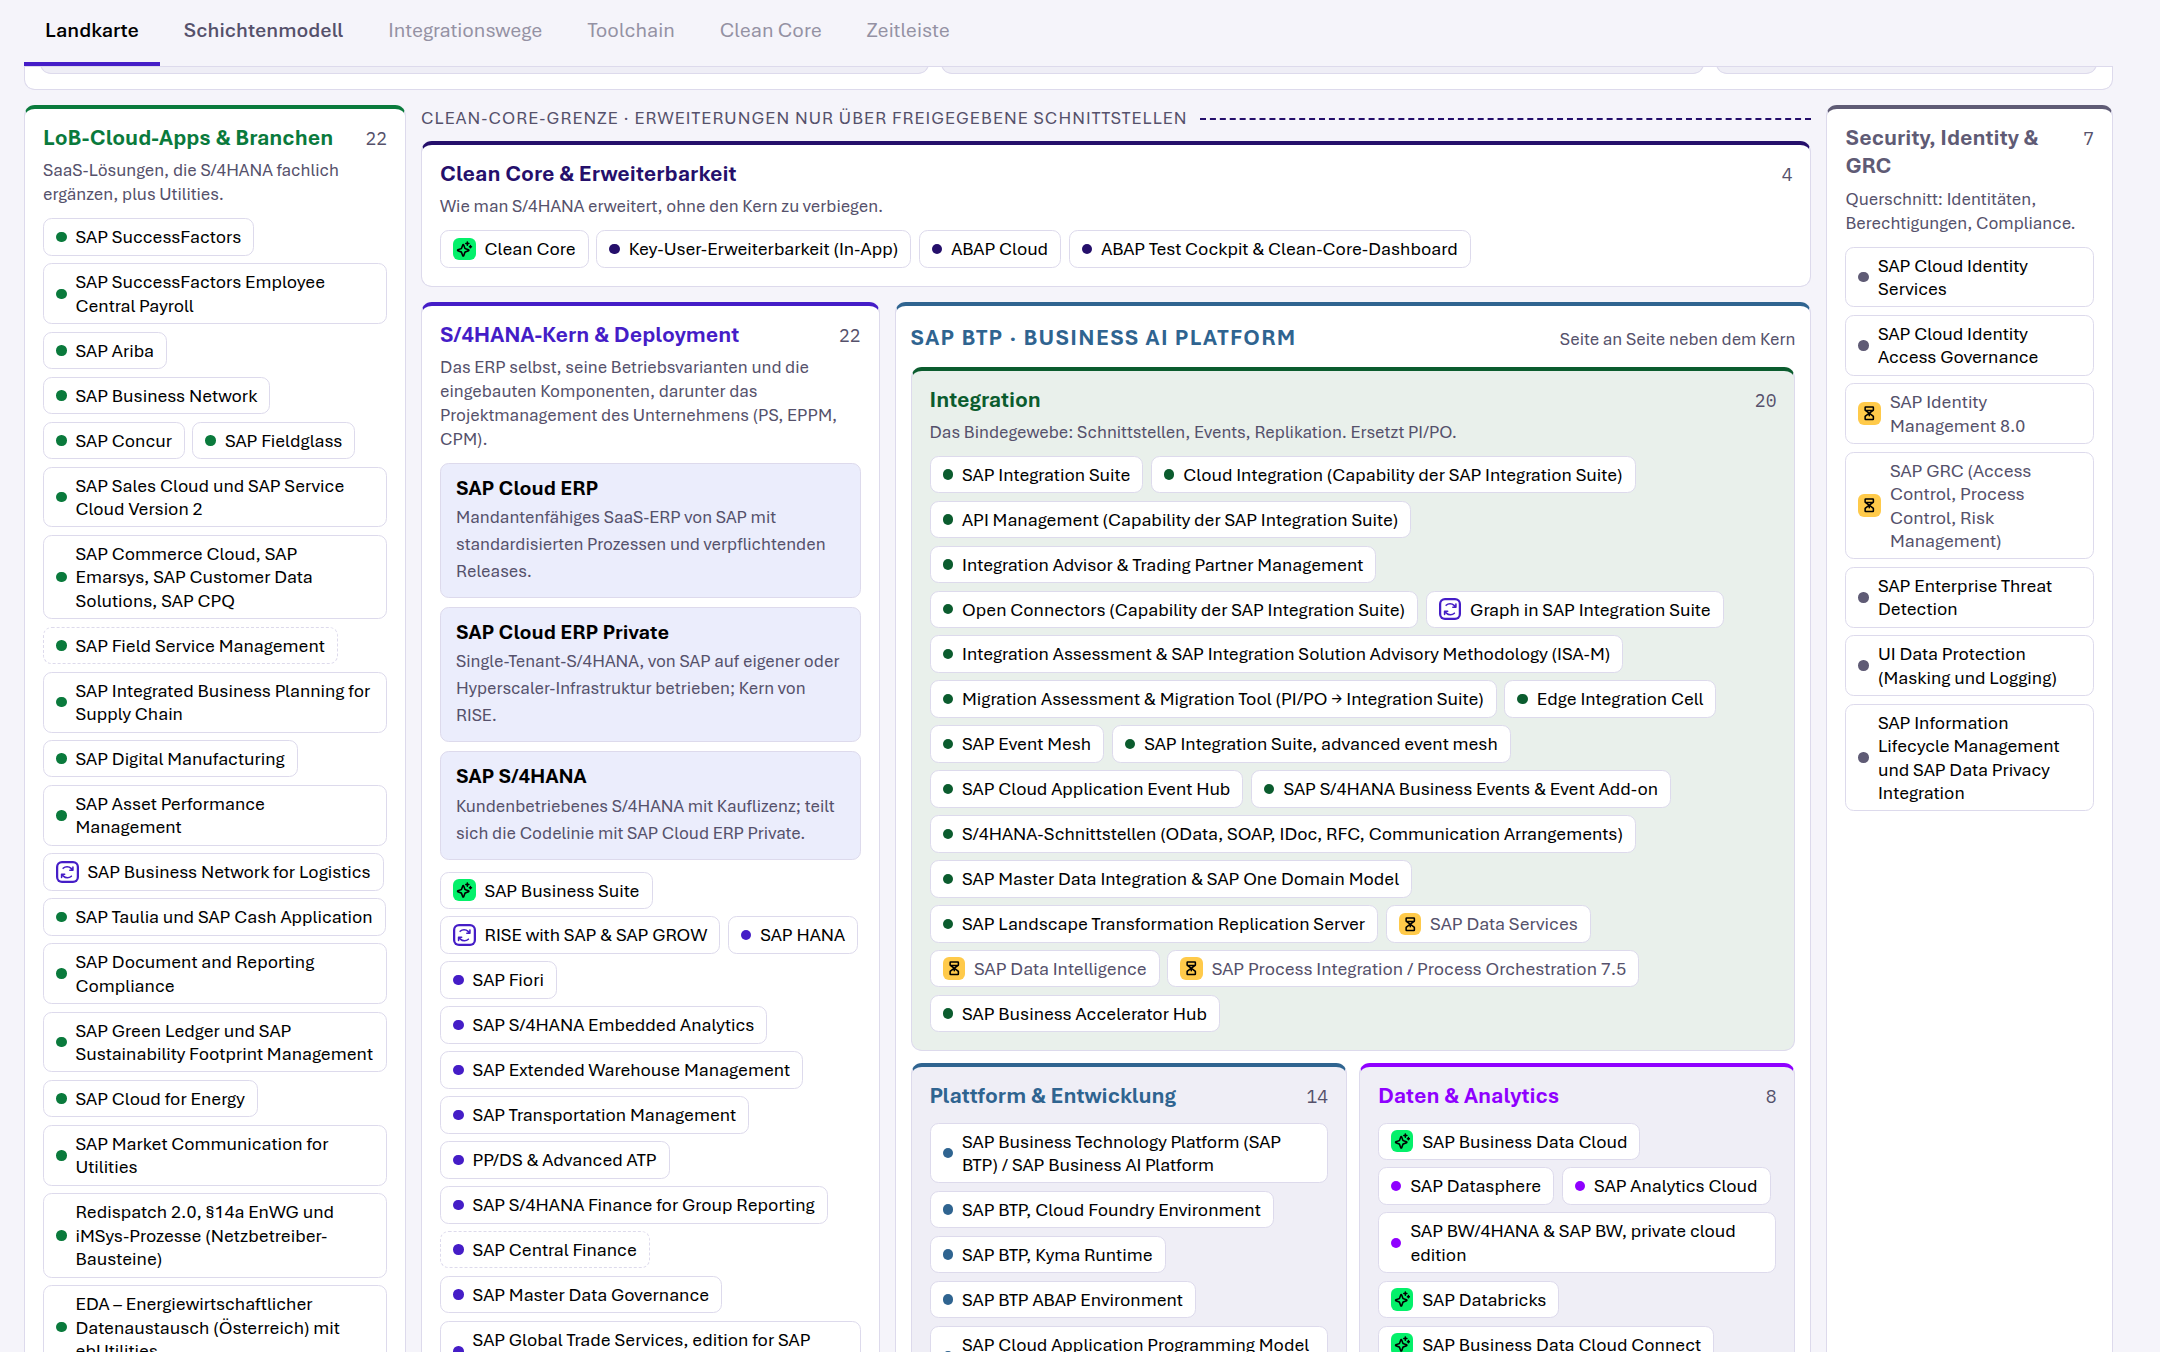 Landkarte
Schichtenmodell
Integrationswege
Toolchain
Clean Core
Zeitleiste
LoB-Cloud-Apps & Branchen
22
SaaS-Lösungen, die S/4HANA fachlich
ergänzen, plus Utilities.
SAP SuccessFactors
SAP SuccessFactors Employee
Central Payroll
SAP Ariba
SAP Business Network
SAP Concur
SAP Fieldglass
SAP Sales Cloud und SAP Service
Cloud Version 2
SAP Commerce Cloud, SAP
Emarsys, SAP Customer Data
Solutions, SAP CPQ
SAP Field Service Management
SAP Integrated Business Planning for
Supply Chain
SAP Digital Manufacturing
SAP Asset Performance
Management
SAP Business Network for Logistics
SAP Taulia und SAP Cash Application
SAP Document and Reporting
Compliance
SAP Green Ledger und SAP
Sustainability Footprint Management
SAP Cloud for Energy
SAP Market Communication for
Utilities
Redispatch 2.0, §14a EnWG und
iMSys-Prozesse (Netzbetreiber-
Bausteine)
EDA – Energiewirtschaftlicher
Datenaustausch (Österreich) mit
ebUtilities
CLEAN-CORE-GRENZE · ERWEITERUNGEN NUR ÜBER FREIGEGEBENE SCHNITTSTELLEN
Clean Core & Erweiterbarkeit
4
Wie man S/4HANA erweitert, ohne den Kern zu verbiegen.
Clean Core
Key-User-Erweiterbarkeit (In-App)
ABAP Cloud
ABAP Test Cockpit & Clean-Core-Dashboard
S/4HANA-Kern & Deployment
22
Das ERP selbst, seine Betriebsvarianten und die
eingebauten Komponenten, darunter das
Projektmanagement des Unternehmens (PS, EPPM,
CPM).
SAP Cloud ERP
Mandantenfähiges SaaS-ERP von SAP mit
standardisierten Prozessen und verpflichtenden
Releases.
SAP Cloud ERP Private
Single-Tenant-S/4HANA, von SAP auf eigener oder
Hyperscaler-Infrastruktur betrieben; Kern von
RISE.
SAP S/4HANA
Kundenbetriebenes S/4HANA mit Kauflizenz; teilt
sich die Codelinie mit SAP Cloud ERP Private.
SAP Business Suite
RISE with SAP & SAP GROW
SAP HANA
SAP Fiori
SAP S/4HANA Embedded Analytics
SAP Extended Warehouse Management
SAP Transportation Management
PP/DS & Advanced ATP
SAP S/4HANA Finance for Group Reporting
SAP Central Finance
SAP Master Data Governance
SAP Global Trade Services, edition for SAP
SAP BTP · BUSINESS AI PLATFORM
Seite an Seite neben dem Kern
Integration
20
Das Bindegewebe: Schnittstellen, Events, Replikation. Ersetzt PI/PO.
SAP Integration Suite
Cloud Integration (Capability der SAP Integration Suite)
API Management (Capability der SAP Integration Suite)
Integration Advisor & Trading Partner Management
Open Connectors (Capability der SAP Integration Suite)
Graph in SAP Integration Suite
Integration Assessment & SAP Integration Solution Advisory Methodology (ISA-M)
Migration Assessment & Migration Tool (PI/PO → Integration Suite)
Edge Integration Cell
SAP Event Mesh
SAP Integration Suite, advanced event mesh
SAP Cloud Application Event Hub
SAP S/4HANA Business Events & Event Add-on
S/4HANA-Schnittstellen (OData, SOAP, IDoc, RFC, Communication Arrangements)
SAP Master Data Integration & SAP One Domain Model
SAP Landscape Transformation Replication Server
SAP Data Services
SAP Data Intelligence
SAP Process Integration / Process Orchestration 7.5
SAP Business Accelerator Hub
Plattform & Entwicklung
14
SAP Business Technology Platform (SAP
BTP) / SAP Business AI Platform
SAP BTP, Cloud Foundry Environment
SAP BTP, Kyma Runtime
SAP BTP ABAP Environment
SAP Cloud Application Programming Model
Daten & Analytics
8
SAP Business Data Cloud
SAP Datasphere
SAP Analytics Cloud
SAP BW/4HANA & SAP BW, private cloud
edition
SAP Databricks
SAP Business Data Cloud Connect
Security, Identity &
GRC
7
Querschnitt: Identitäten,
Berechtigungen, Compliance.
SAP Cloud Identity
Services
SAP Cloud Identity
Access Governance
SAP Identity
Management 8.0
SAP GRC (Access
Control, Process
Control, Risk
Management)
SAP Enterprise Threat
Detection
UI Data Protection
(Masking und Logging)
SAP Information
Lifecycle Management
und SAP Data Privacy
Integration